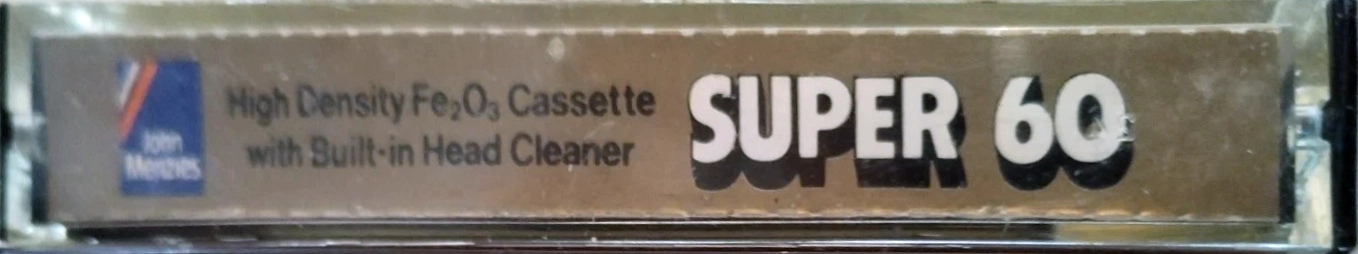 John
Menzies
High Density Fe₂O₃ Cassette
with Built-in Head Cleaner
SUPER 60